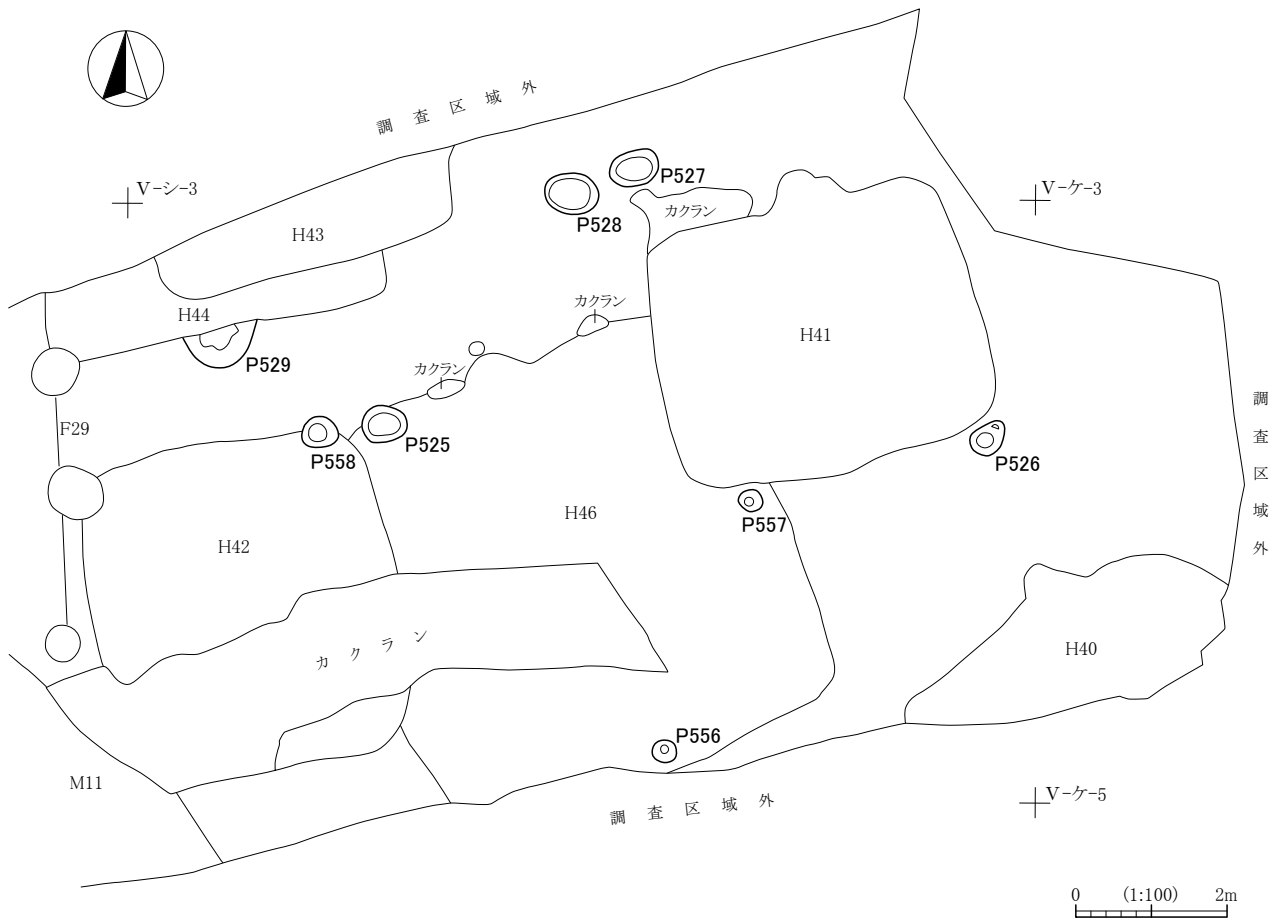 調査区域外
V-シ-3
P527
V-ケ-3
カクラン
P528
H43
カクラン
H44
H41
カクラン
P529
調査区域外
F29
P525
P558
P526
H46
P557
H42
カクラン
H40
P556
M11
V-ケ-5
調査区域外
0 (1:100) 2m